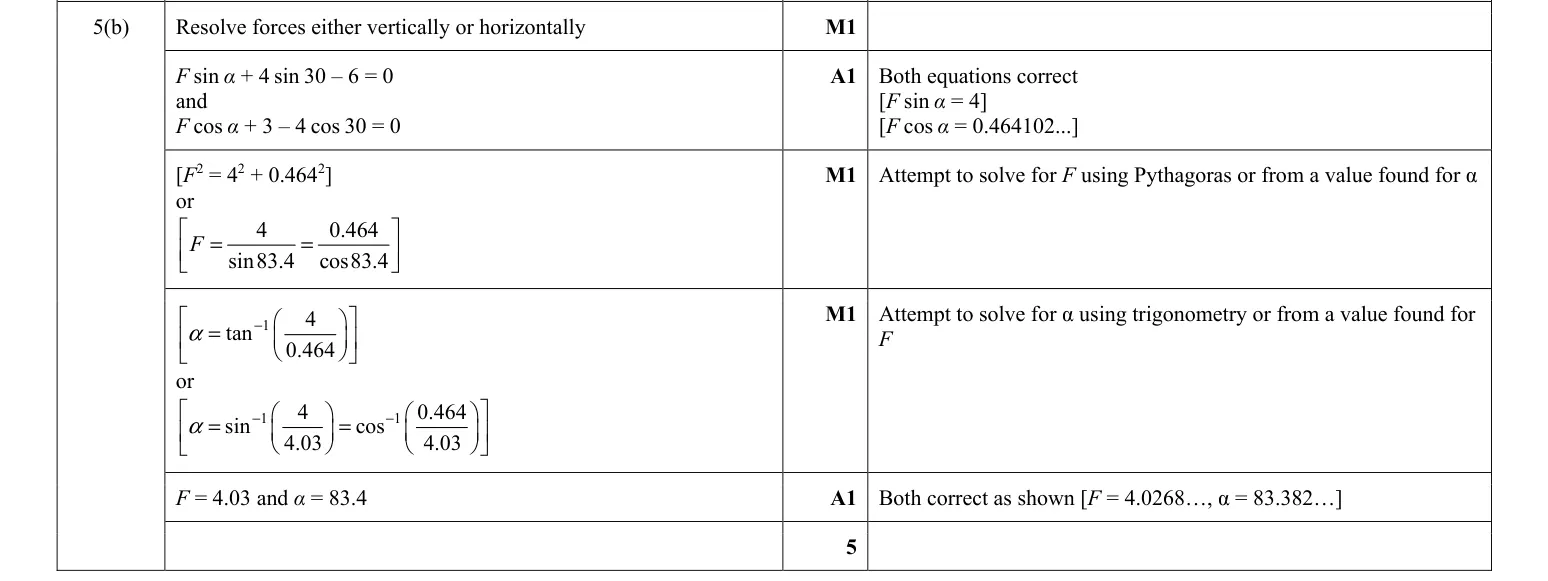 5(b) Resolve forces either vertically or horizontally M1
F sin α + 4 sin 30 – 6 = 0 A1 Both equations correct
and [F sin α = 4]
F cos α + 3 – 4 cos 30 = 0 [F cos α = 0.464102...]
[F² = 4² + 0.464²] M1 Attempt to solve for F using Pythagoras or from a value found for α
or
[F = 4/sin 83.4 = 0.464/cos 83.4]
[α = tan⁻¹(4/0.464)] M1 Attempt to solve for α using trigonometry or from a value found for
F
or
[α = sin⁻¹(4/4.03) = cos⁻¹(0.464/4.03)]
F = 4.03 and α = 83.4 A1 Both correct as shown [F = 4.0268…, α = 83.382…]
5